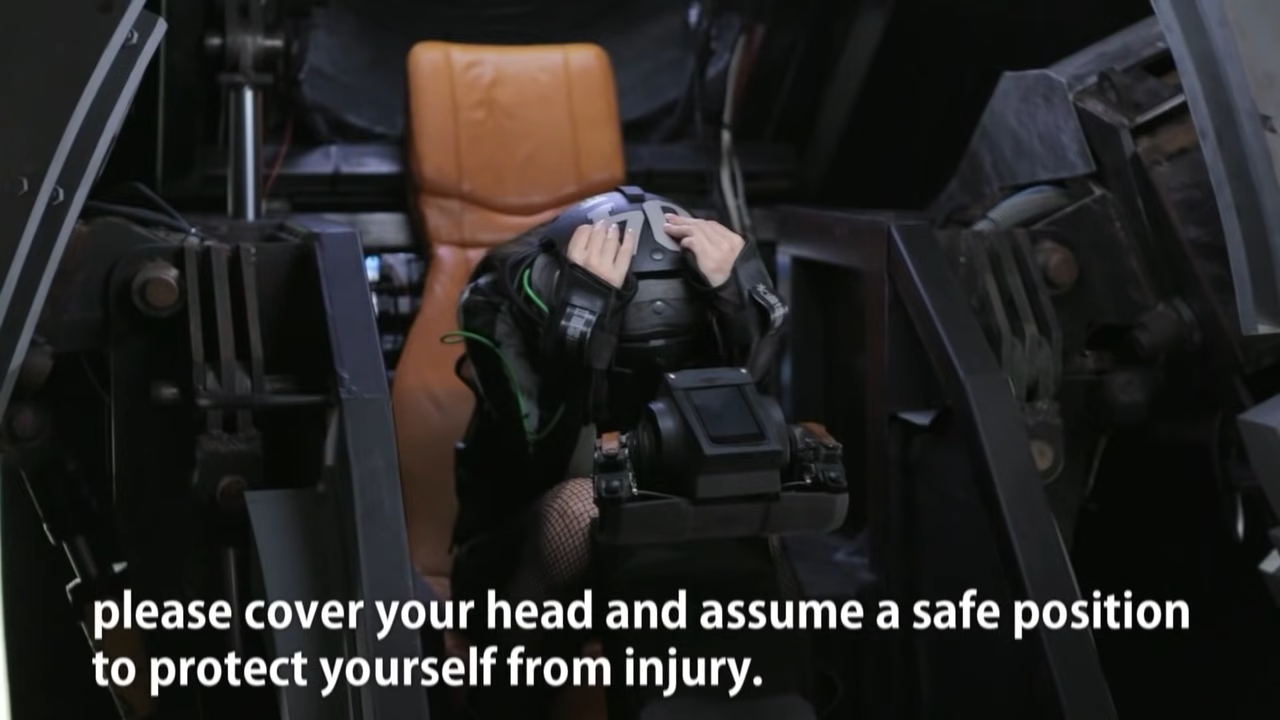 please cover your head and assume a safe position
to protect yourself from injury.